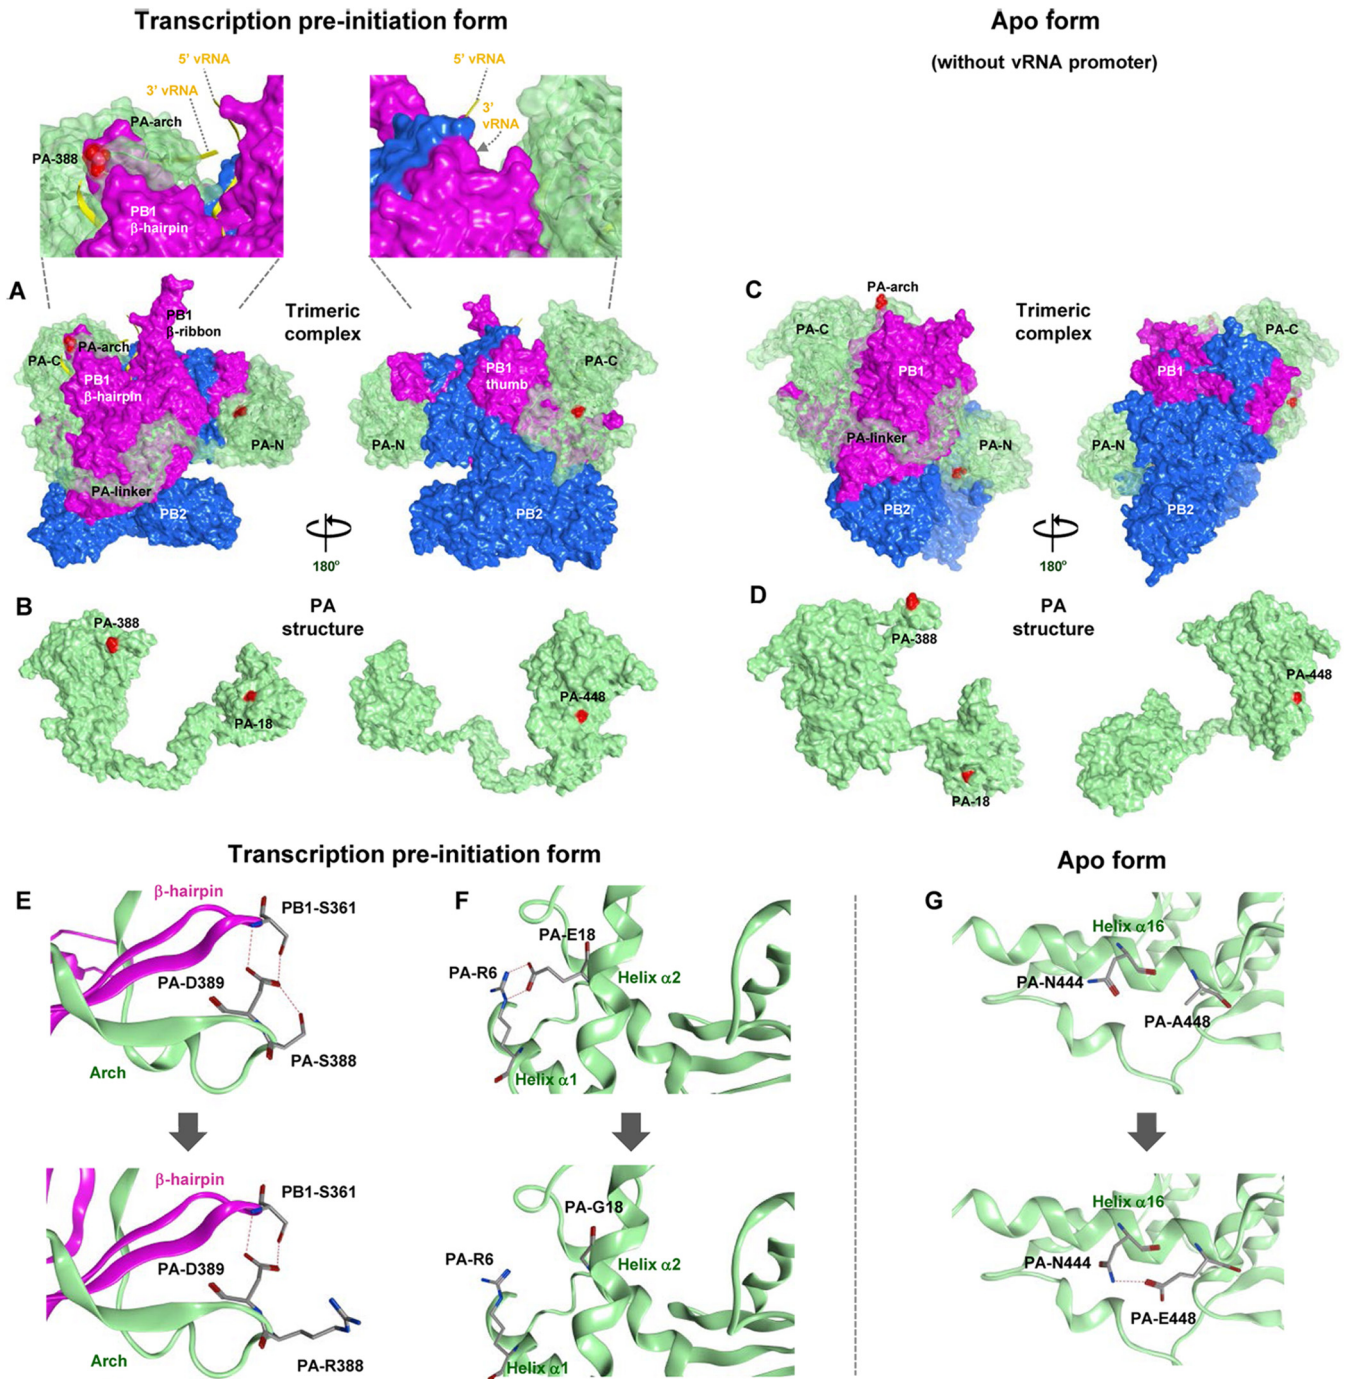 Transcription pre-initiation form
Apo form
(without vRNA promoter)
5' vRNA
3' vRNA
PA-arch
PA-388
PB1
β-hairpin
5' vRNA
3'
vRNA
A
PB1
β-ribbon
PA-arch
PA-C
PB1
β-hairpin
PA-N
PA-linker
PB2
Trimeric
complex
180°
PB1
thumb
PA-C
PA-N
PB2
C
PA-arch
PA-C
PB1
PA-linker
PA-N
PB2
Trimeric
complex
180°
PA-C
PB1
PA-N
PB2
B
PA-388
PA-18
PA
structure
PA-448
D
PA-388
PA-18
PA
structure
PA-448
Transcription pre-initiation form
Apo form
E
β-hairpin
PB1-S361
PA-D389
PA-S388
Arch
β-hairpin
PB1-S361
PA-D389
PA-R388
Arch
F
PA-E18
PA-R6
Helix α2
Helix α1
PA-G18
PA-R6
Helix α2
Helix α1
G
Helix α16
PA-N444
PA-A448
Helix α16
PA-N444
PA-E448